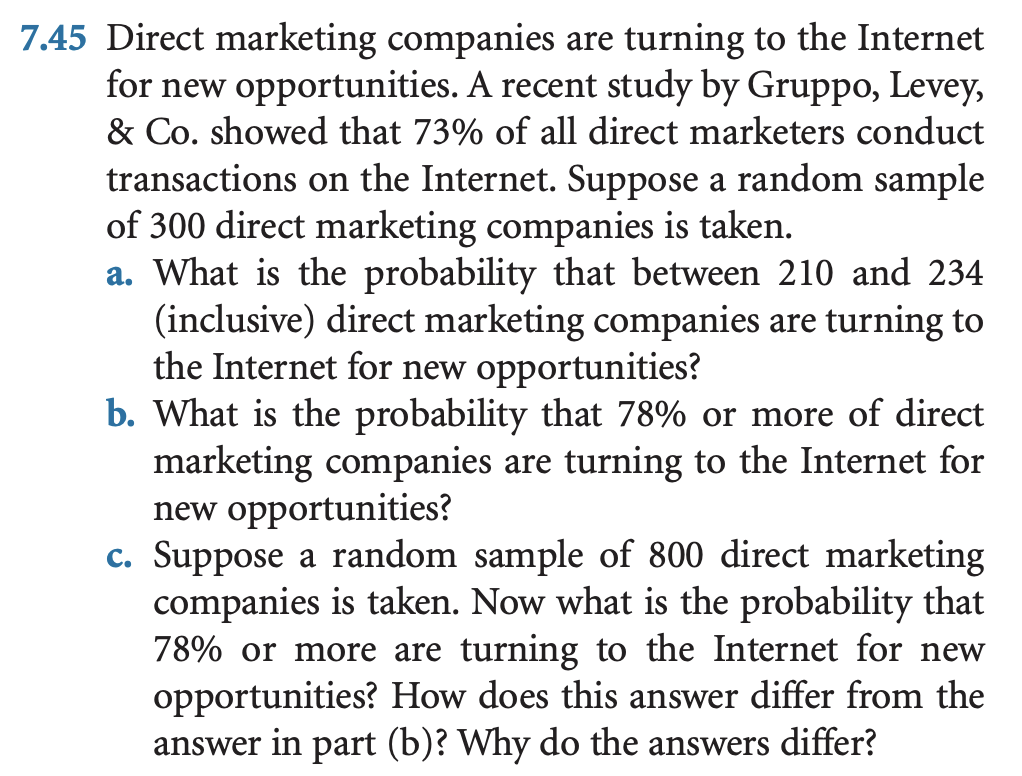 7.45 Direct marketing companies are turning to the Internet
for new opportunities. A recent study by Gruppo, Levey,
& Co. showed that 73% of all direct marketers conduct
transactions on the Internet. Suppose a random sample
of 300 direct marketing companies is taken.
a. What is the probability that between 210 and 234
(inclusive) direct marketing companies are turning to
the Internet for new opportunities?
b. What is the probability that 78% or more of direct
marketing companies are turning to the Internet for
new opportunities?
c. Suppose a random sample of 800 direct marketing
companies is taken. Now what is the probability that
78% or more are turning to the Internet for new
opportunities? How does this answer differ from the
answer in part (b)? Why do the answers differ?